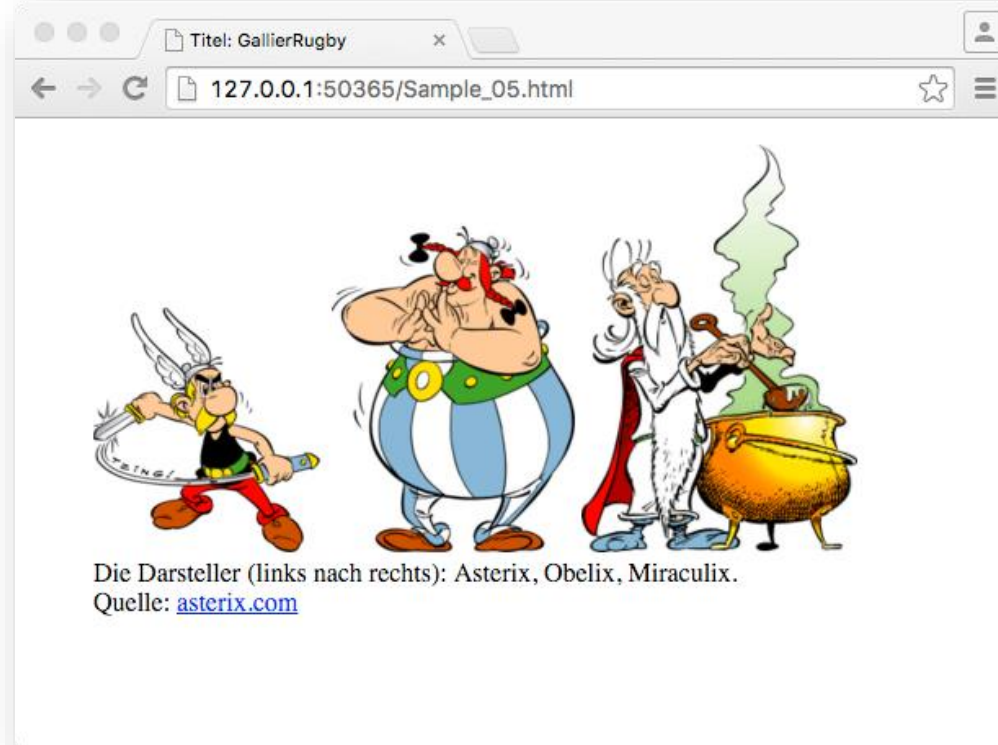 Titel: GallierRugby
127.0.0.1:50365/Sample_05.html
TZING!
Die Darsteller (links nach rechts): Asterix, Obelix, Miraculix.
Quelle: asterix.com